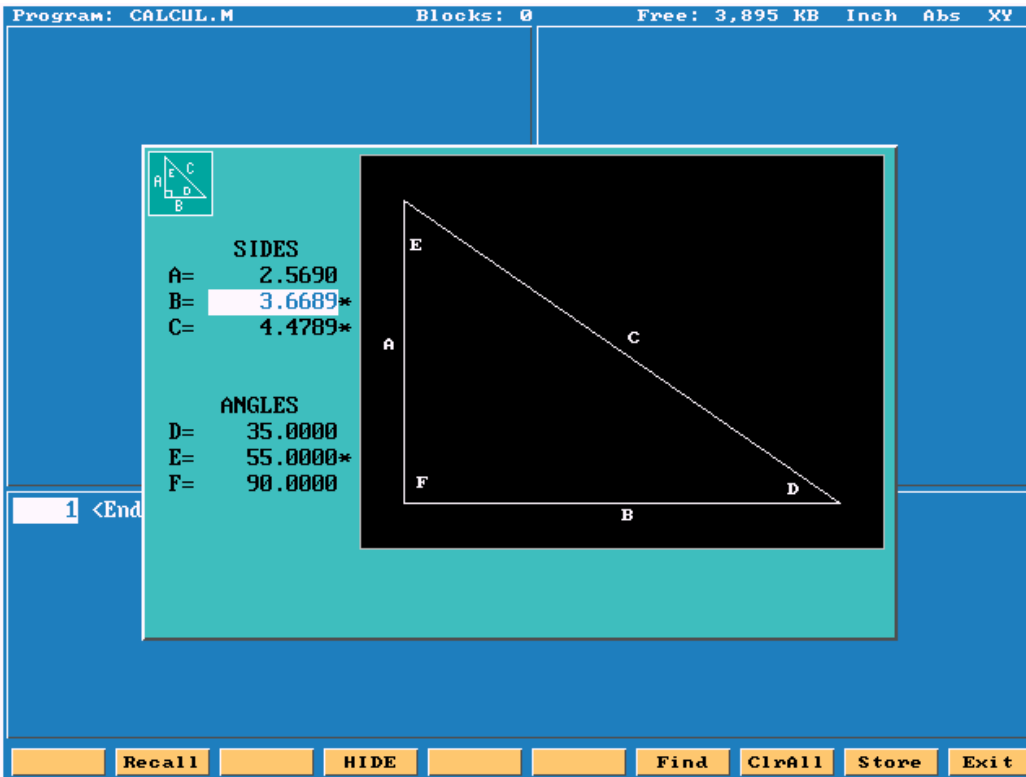 Program: CALCUL.M Blocks: 0 Free: 3,895 KB Inch Abs XY
A E C D B
SIDES
A= 2.5690
B= 3.6689*
C= 4.4789*
ANGLES
D= 35.0000
E= 55.0000*
F= 90.0000
E
C
A
F
D
B
1 <End
Recall HIDE Find ClrAll Store Exit